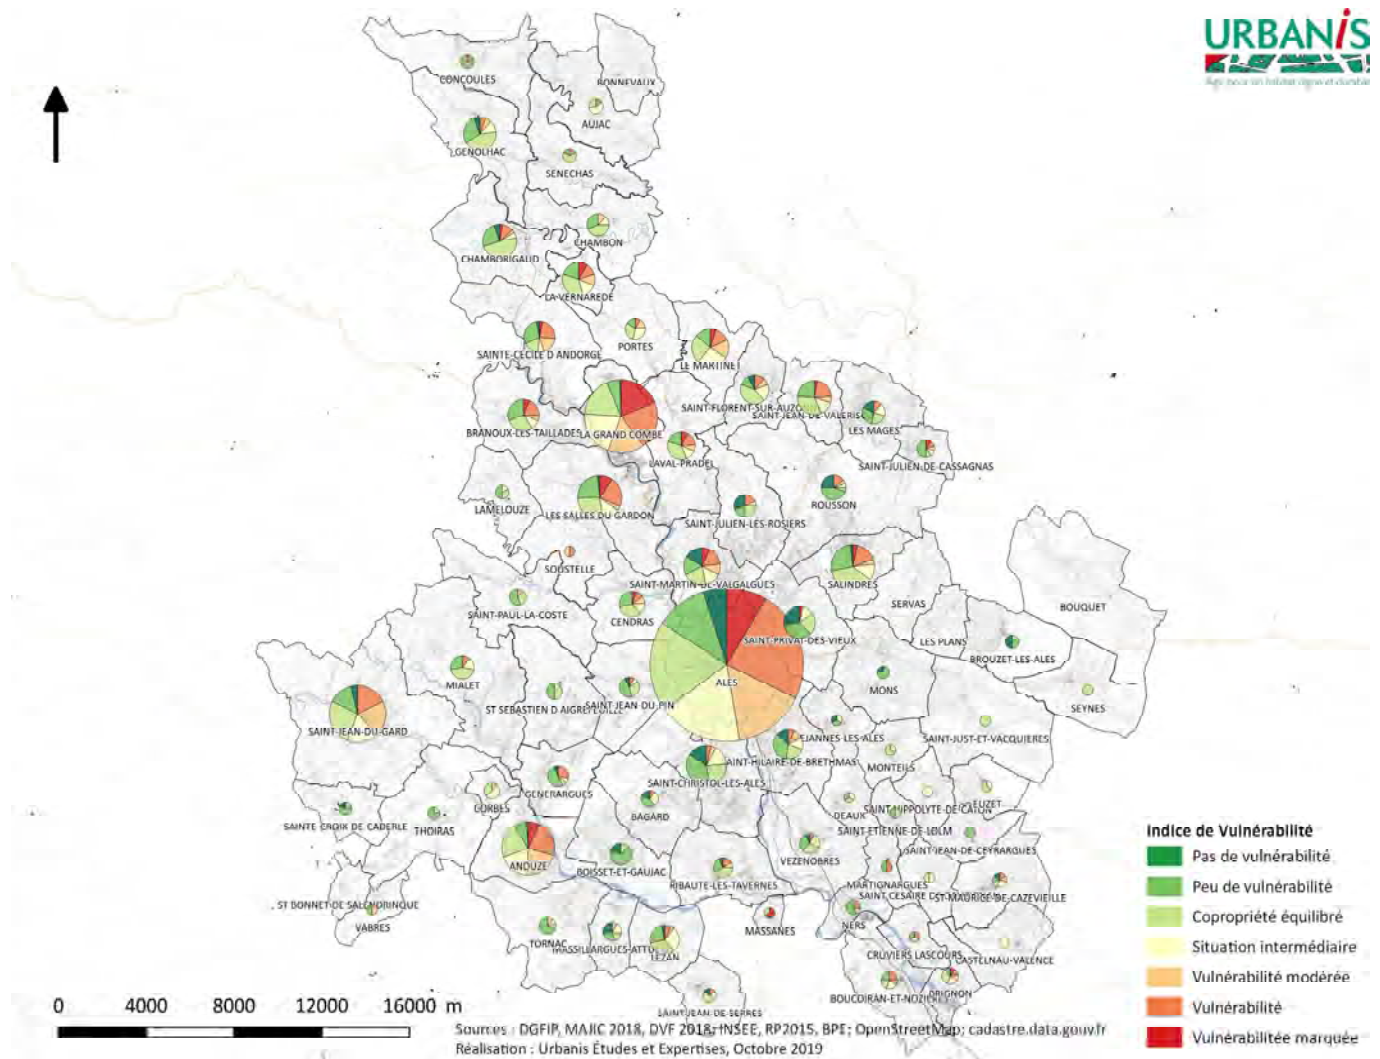 URBANiS
CONCOULES
BONNEVAUX
AUJAC
GENOLHAC
SENECHAS
CHAMBON
CHAMBORIGAUD
LA VERNAREDE
PORTES
SAINTE-CECILE D ANDORGE
LE MARTINET
SAINT-FLORENT-SUR-AUZO
SAINT-JEAN-DE-VALERIS
LES MAGES
BRANOUX-LES-TAILLADES
LA GRAND COMBE
LAVAL-PRADEL
SAINT-JULIEN-DE-CASSAGNAS
LAMELOUZE
LES SALLES DU GARDON
ROUSSON
SAINT-JULIEN-LES-ROSIERS
SOUSTELLE
SAINT-MARTIN-DE-VALGALGUES
SALINDRES
SERVAS
BOUQUET
SAINT-PAUL-LA-COSTE
CENDRAS
SAINT-PRIVAT-DES-VIEUX
LES PLANS
BROUZET-LES-ALES
MIALET
ALES
MONS
ST SEBASTIEN D AIGREFEUILLE
SAINT JEAN DU PIN
SEYNES
SAINT-JEAN-DU-GARD
EJANNES-LES-ALES
SAINT-JUST-ET-VACQUIERES
AINT-HILAIRE-DE-BRETHMAS
MONTEILS
SAINT-CHRISTOL-LES-ALES
GENERARGUES
CORBES
SAINT-HIPPOLYTE-DE-CATON
EUZET
DEAUX
BAGARD
SAINTE-CROIX-DE-CADERLE
THOIRAS
SAINT-ETIENNE-DE-LOLM
SAINT-JEAN-DE-CEYRARGUES
VEZENOBRES
ANDUZE
BOISSET-ET-GAUJAC
RIBAUTE-LES-TAVERNES
MARTIGNARGUES
SAINT CESAIRE D
ST-MAURICE-DE-CAZEVIEILLE
ST BONNET DE SALENDRINQUE
VABRES
MASSANES
NERS
TORNAC
MASSILLARGUES-ATTU
LEZAN
CRUVIERS LASCOURS
CASTELNAU-VALENCE
BOUCOIRAN-ET-NOZIERES
BRIGNON
SAINT-JEAN-DE-SERRES
Indice de Vulnérabilité
Pas de vulnérabilité
Peu de vulnérabilité
Copropriété équilibré
Situation intermédiaire
Vulnérabilité modérée
Vulnérabilité
Vulnérabilitée marquée
0 4000 8000 12000 16000 m
Sources : DGFIP, MAJIC 2018, DVF 2018, INSEE, RP2015, BPE; OpenStreetMap; cadastre.data.gouv.fr
Réalisation : Urbanis Études et Expertises, Octobre 2019